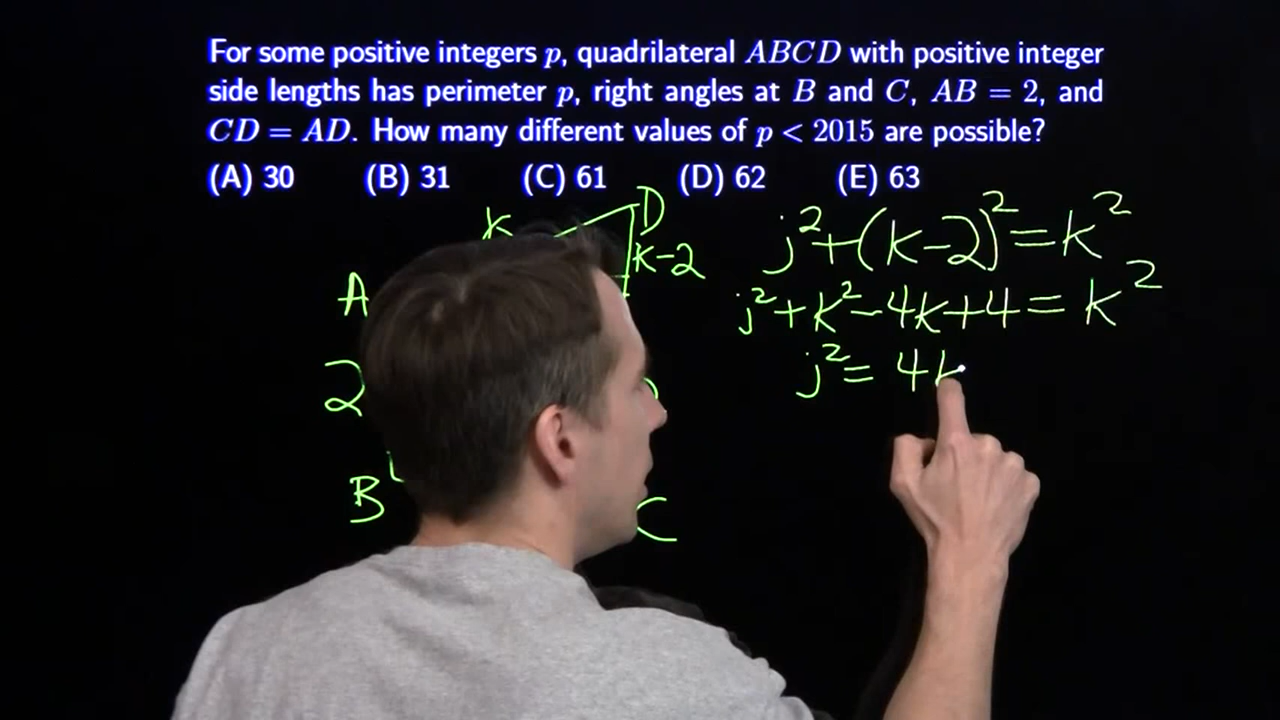 For some positive integers p, quadrilateral ABCD with positive integer
side lengths has perimeter p, right angles at B and C, AB = 2, and
CD = AD. How many different values of p < 2015 are possible?
(A) 30 (B) 31 (C) 61 (D) 62 (E) 63
K D
k-2
A
2
B C
j²+(k-2)²=k²
j²+k²-4k+4=k²
j²=4k